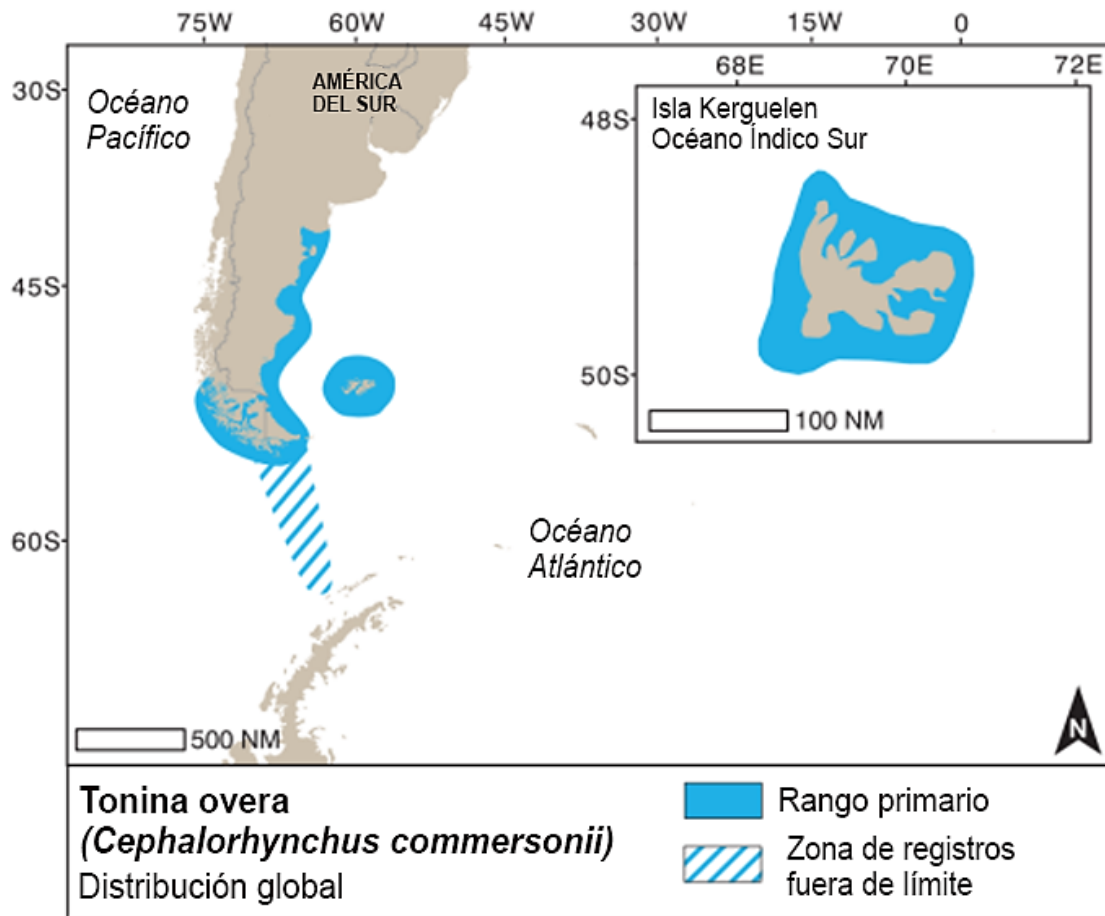 75W 60W 45W 30W 15W 0
68E 70E 72E
30S
45S
60S
Océano
Pacífico
AMÉRICA
DEL SUR
48S
50S
Isla Kerguelen
Océano Índico Sur
100 NM
Océano
Atlántico
500 NM
N
Tonina overa
(Cephalorhynchus commersonii)
Distribución global
Rango primario
Zona de registros
fuera de límite